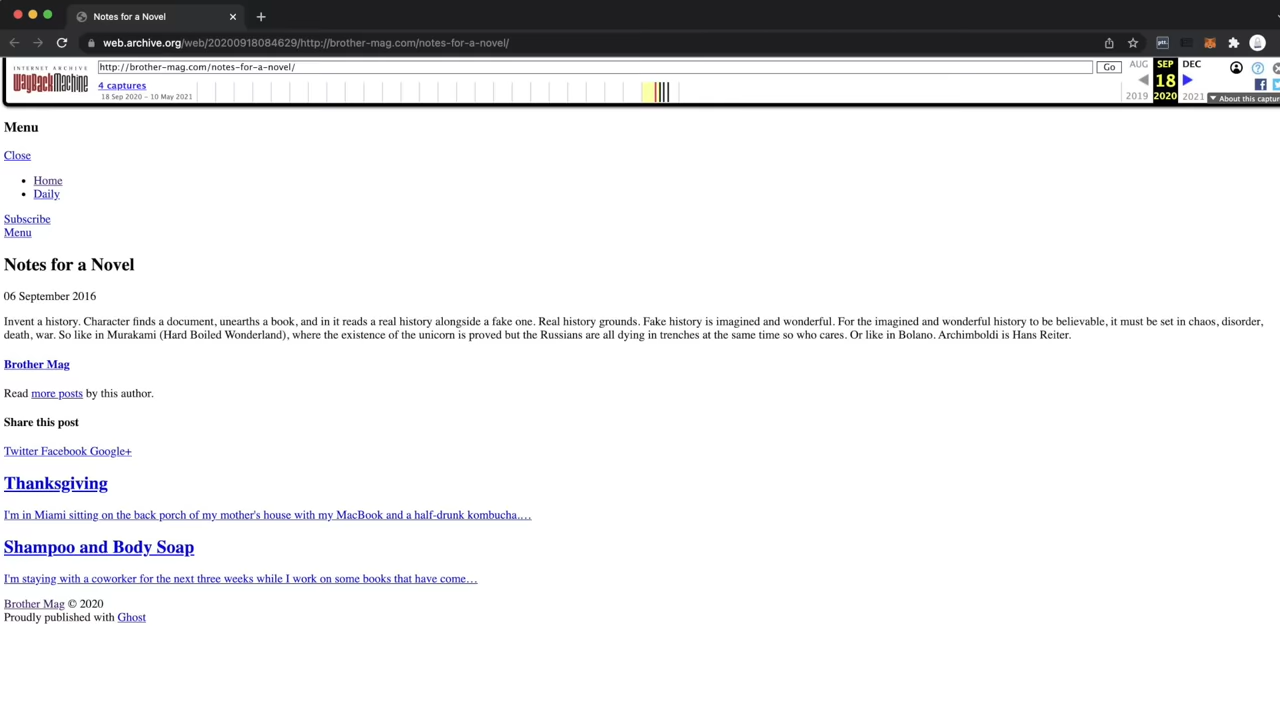 Notes for a Novel
web.archive.org/web/20200918084629/http://brother-mag.com/notes-for-a-novel/
INTERNET ARCHIVE
WayBackMachine
http://brother-mag.com/notes-for-a-novel/
Go
AUG SEP DEC
4 captures
18
18 Sep 2020 – 10 May 2021
2019 2020 2021
About this captur
Menu
Close
Home
Daily
Subscribe
Menu
Notes for a Novel
06 September 2016
Invent a history. Character finds a document, unearths a book, and in it reads a real history alongside a fake one. Real history grounds. Fake history is imagined and wonderful. For the imagined and wonderful history to be believable, it must be set in chaos, disorder,
death, war. So like in Murakami (Hard Boiled Wonderland), where the existence of the unicorn is proved but the Russians are all dying in trenches at the same time so who cares. Or like in Bolano. Archimboldi is Hans Reiter.
Brother Mag
Read more posts by this author.
Share this post
Twitter Facebook Google+
Thanksgiving
I'm in Miami sitting on the back porch of my mother's house with my MacBook and a half-drunk kombucha.…
Shampoo and Body Soap
I'm staying with a coworker for the next three weeks while I work on some books that have come…
Brother Mag © 2020
Proudly published with Ghost